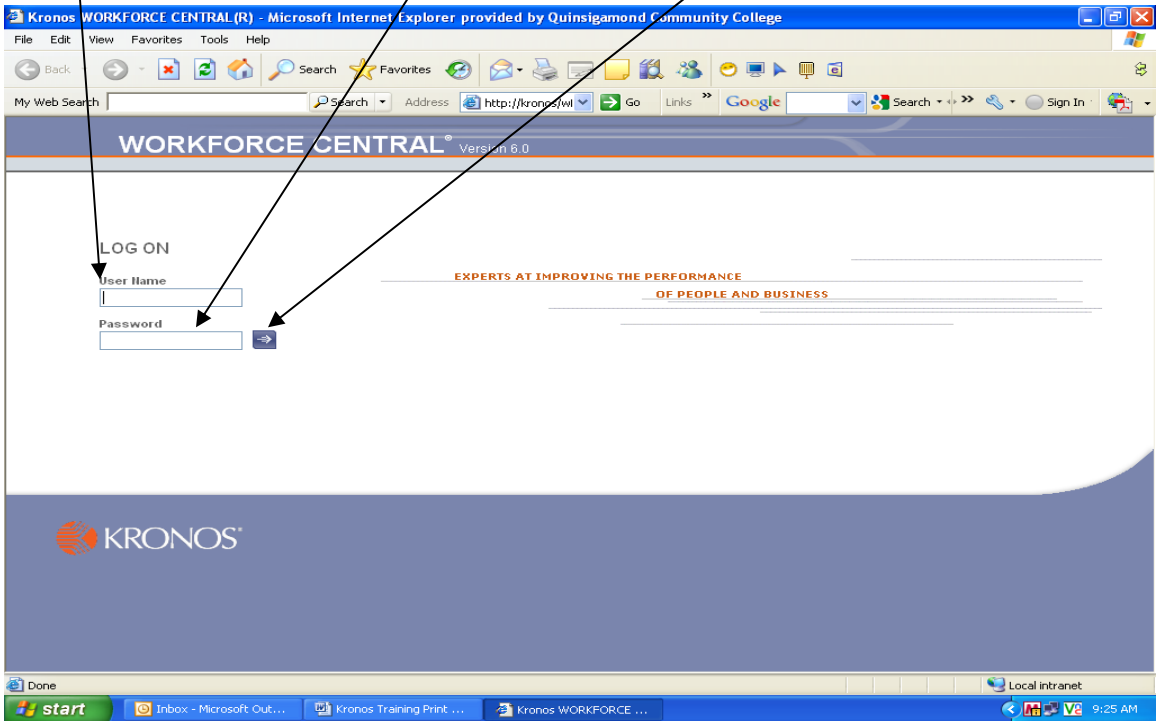 Kronos WORKFORCE CENTRAL(R) - Microsoft Internet Explorer provided by Quinsigamond Community College
File Edit View Favorites Tools Help
Back Search Favorites
My Web Search Search Address http://kronos/wl Go Links » Google Search » Sign In
WORKFORCE CENTRAL® Version 6.0
LOG ON
User Name
EXPERTS AT IMPROVING THE PERFORMANCE
OF PEOPLE AND BUSINESS
Password
KRONOS®
Done Local intranet
start Inbox - Microsoft Out... Kronos Training Print ... Kronos WORKFORCE ... 9:25 AM